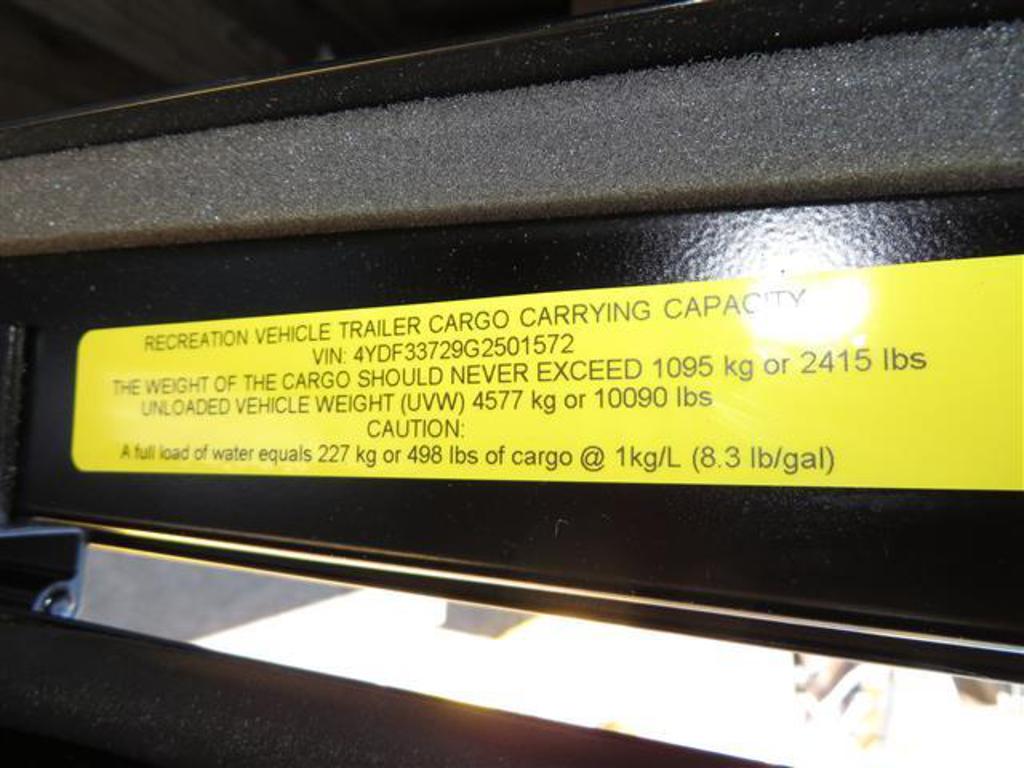 RECREATION VEHICLE TRAILER CARGO CARRYING CAPACITY
VIN: 4YDF33729G2501572
THE WEIGHT OF THE CARGO SHOULD NEVER EXCEED 1095 kg or 2415 lbs
UNLOADED VEHICLE WEIGHT (UVW) 4577 kg or 10090 lbs
CAUTION:
A full load of water equals 227 kg or 498 lbs of cargo @ 1kg/L (8.3 lb/gal)